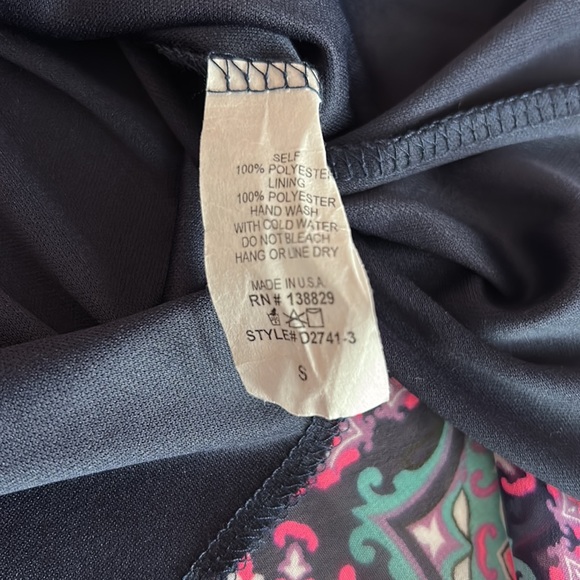 SELF
100% POLYESTER
LINING
100% POLYESTER
HAND WASH
WITH COLD WATER
DO NOT BLEACH
HANG OR LINE DRY
MADE IN U.S.A.
RN# 138829
STYLE# D2741-3
S